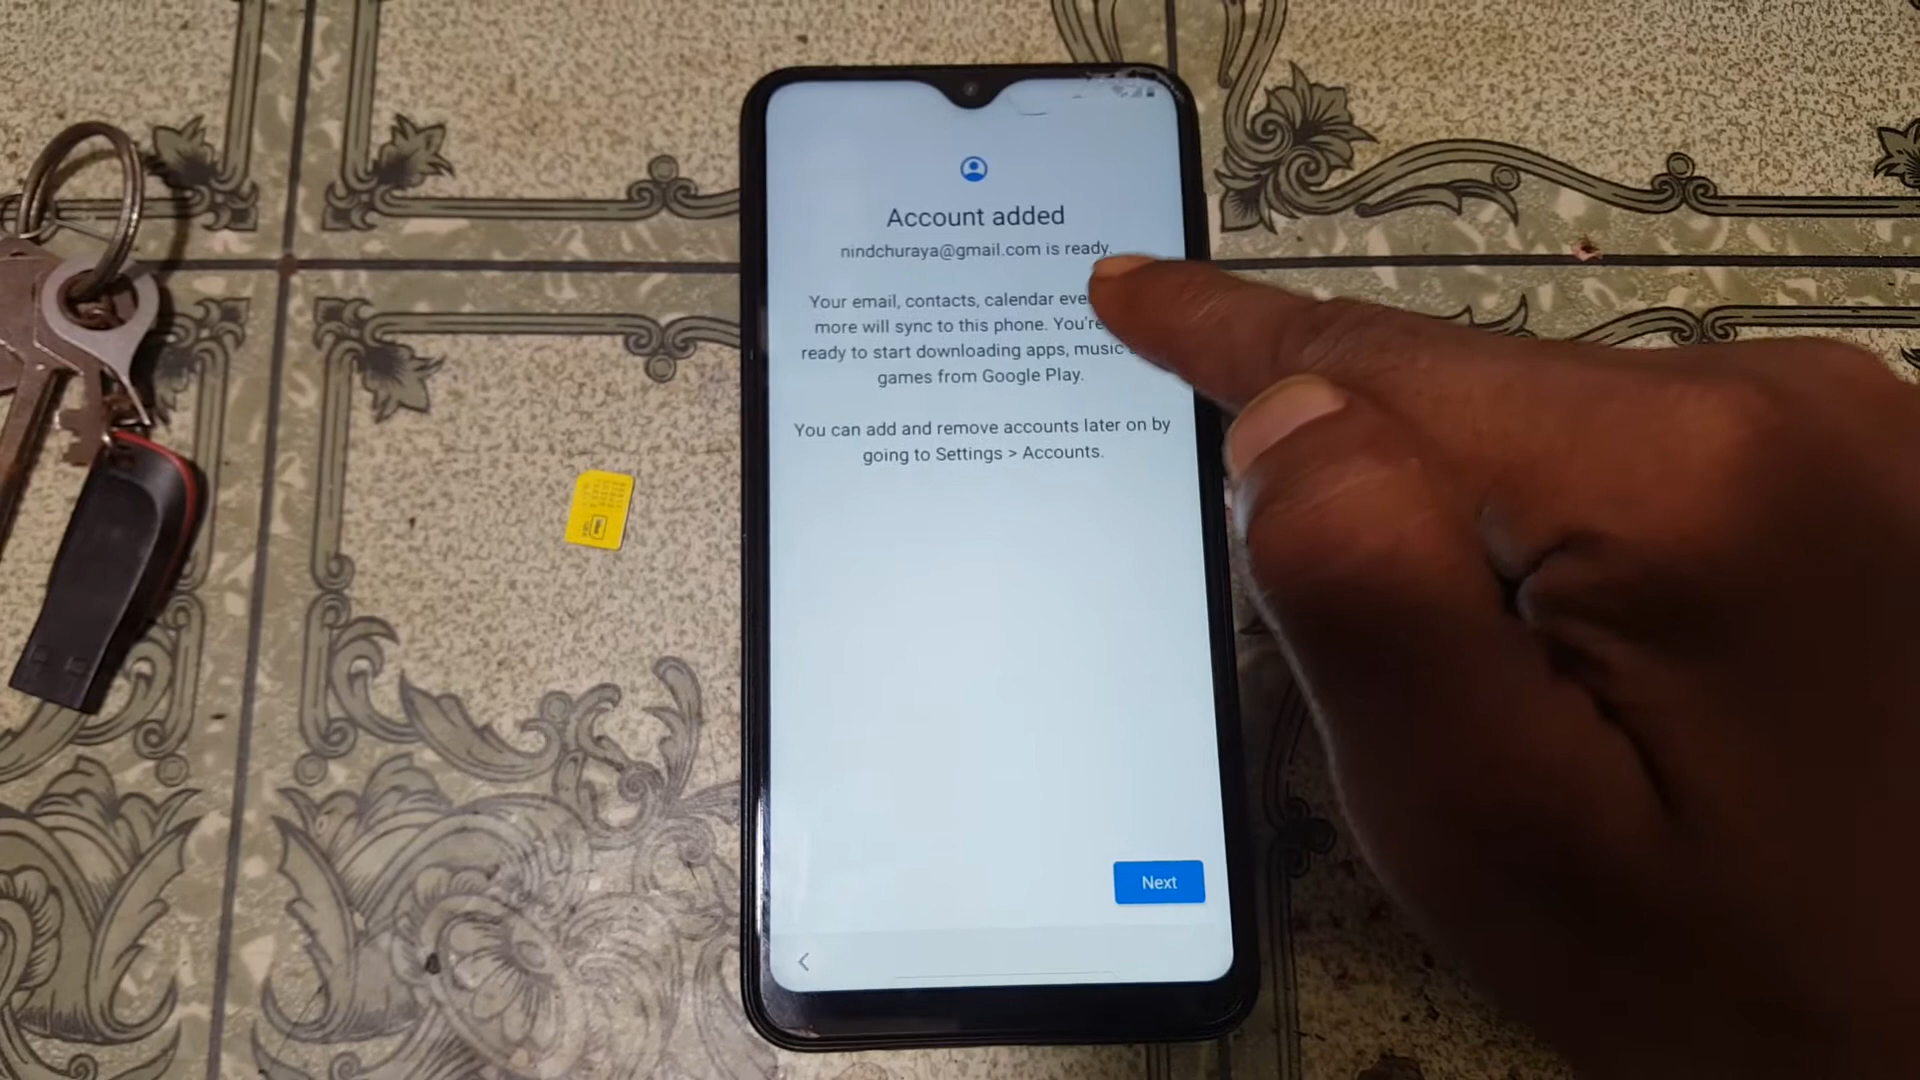 Account added
nindchuraya@gmail.com is ready.
Your email, contacts, calendar
more will sync to this phone. You're
ready to start downloading apps, music
games from Google Play.
You can add and remove accounts later on by
going to Settings > Accounts.
Next